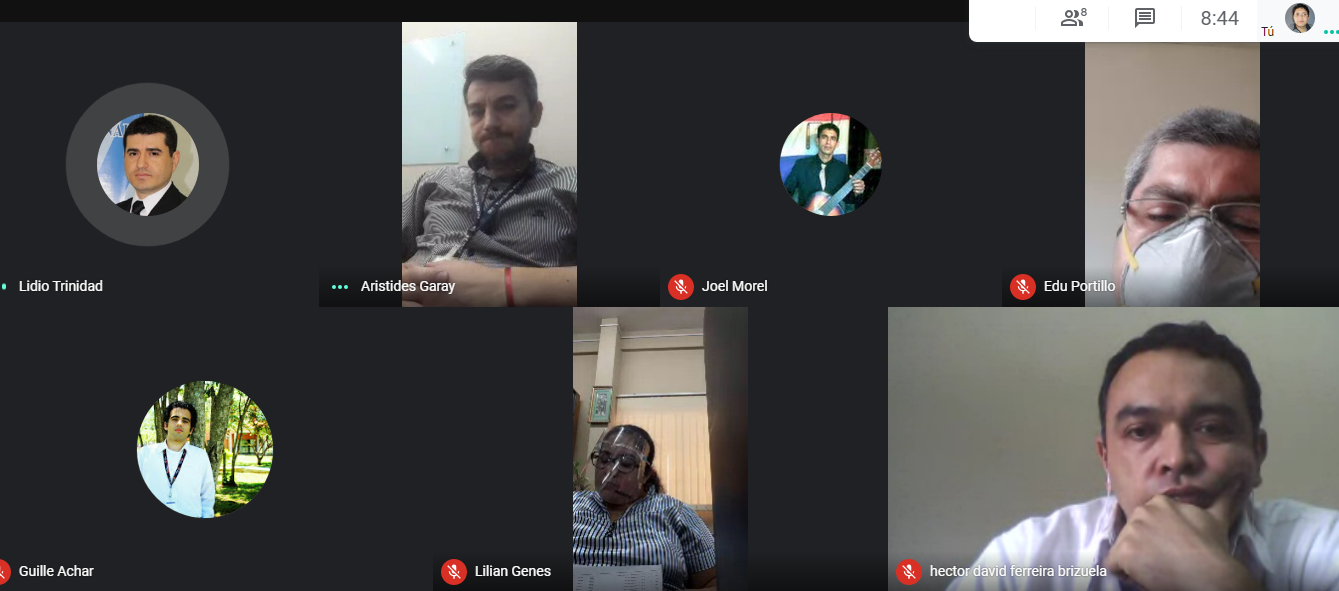 8
8:44
Tú
Lidio Trinidad
Aristides Garay
Joel Morel
Edu Portillo
Guille Achar
Lilian Genes
hector david ferreira brizuela